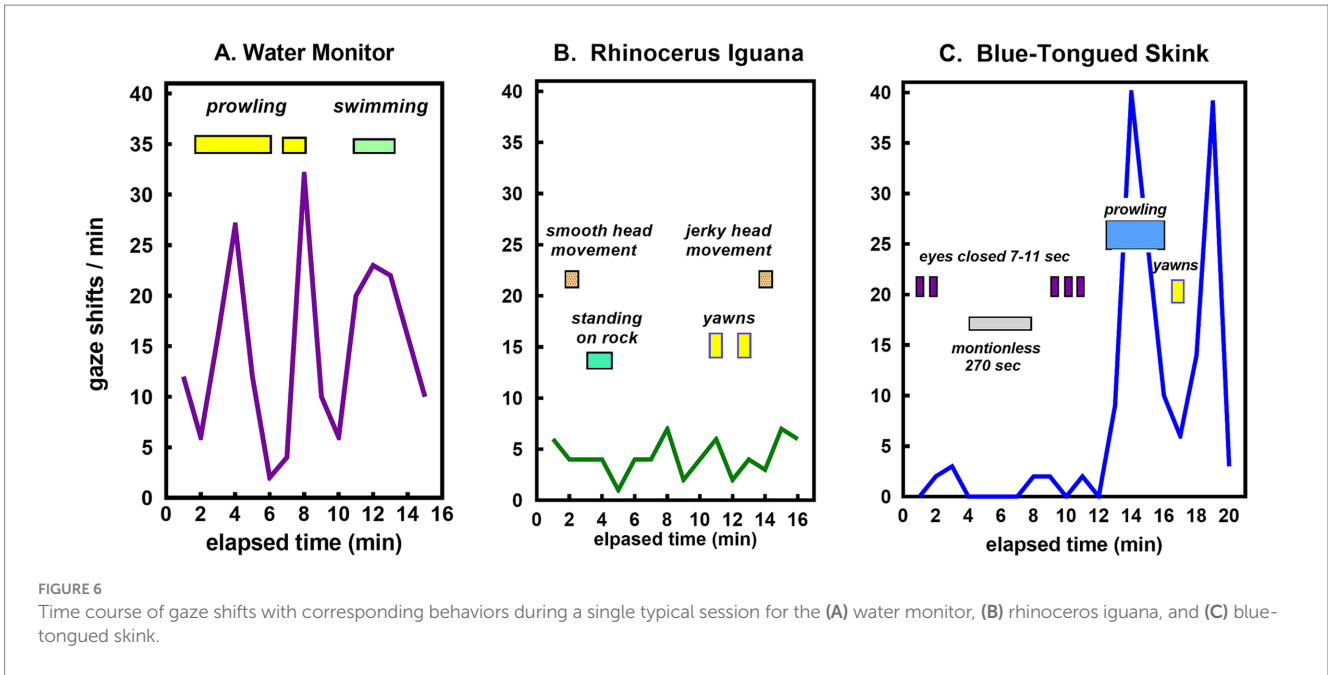 A. Water Monitor
40
35
30
25
20
15
10
5
0
gaze shifts / min
prowling
swimming
0 2 4 6 8 10 12 14 16
elapsed time (min)
B. Rhinocerus Iguana
40
35
30
25
20
15
10
5
0
smooth head
movement
jerky head
movement
standing
on rock
yawns
0 2 4 6 8 10 12 14 16
elpased time (min)
C. Blue-Tongued Skink
40
35
30
25
20
15
10
5
0
prowling
eyes closed 7-11 sec
yawns
montionless
270 sec
0 2 4 6 8 10 12 14 16 18 20
elapsed time (min)
FIGURE 6
Time course of gaze shifts with corresponding behaviors during a single typical session for the (A) water monitor, (B) rhinoceros iguana, and (C) blue-
tongued skink.